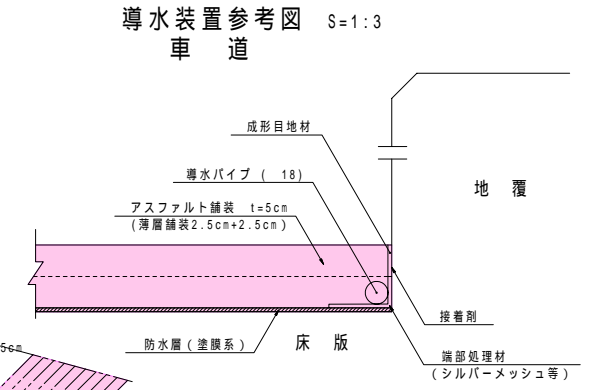 導水装置参考図 S=1:3
車 道
成形目地材
導水パイプ ( 18)
地 覆
アスファルト舗装 t=5cm
(薄層舗装2.5cm+2.5cm)
接着剤
床 版
防水層(塗膜系)
5cm
端部処理材
(シルバーメッシュ等)